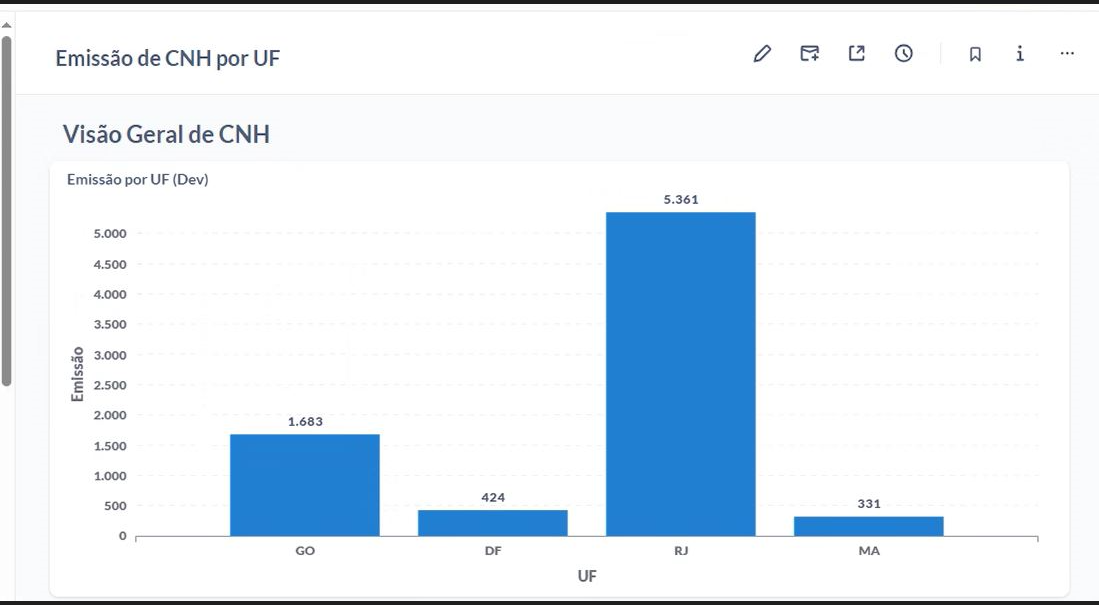 Emissão de CNH por UF
Visão Geral de CNH
Emissão por UF (Dev)
5.361
5.000
4.500
4.000
3.500
3.000
2.500
2.000
1.500
1.000
500
0
Emissão
1.683
424
331
GO DF RJ MA
UF